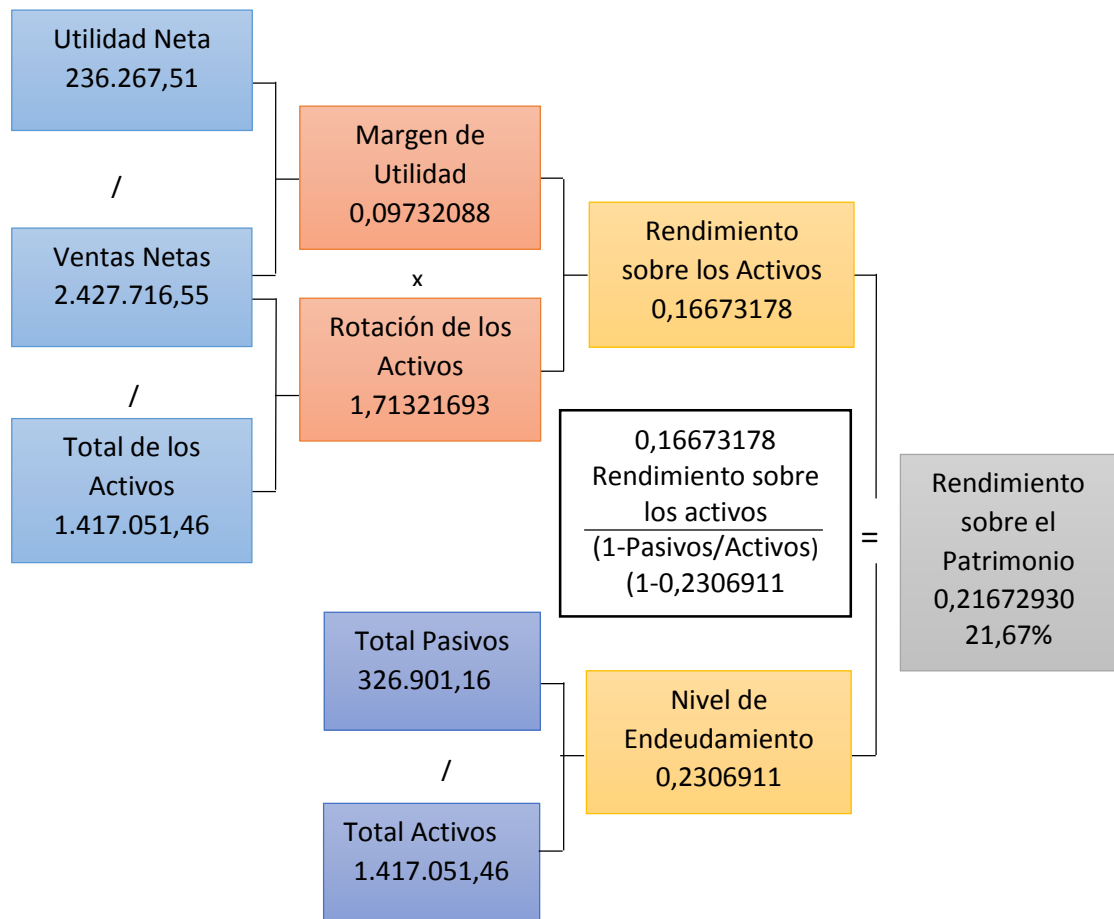 Utilidad Neta
236.267,51
/
Ventas Netas
2.427.716,55
/
Total de los
Activos
1.417.051,46
Margen de
Utilidad
0,09732088
x
Rotación de los
Activos
1,71321693
Rendimiento
sobre los Activos
0,16673178
0,16673178
Rendimiento sobre
los activos
(1-Pasivos/Activos)
(1-0,2306911
=
Rendimiento
sobre el
Patrimonio
0,21672930
21,67%
Total Pasivos
326.901,16
/
Total Activos
1.417.051,46
Nivel de
Endeudamiento
0,2306911